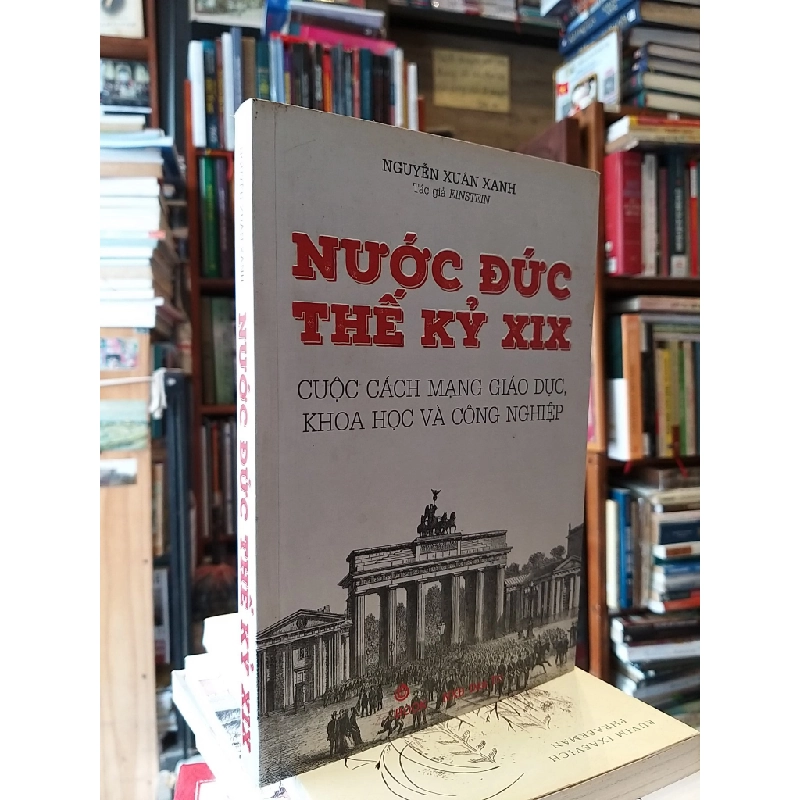 NGUYỄN XUÂN XANH
Tác giả EINSTEIN
NƯỚC ĐỨC
THẾ KỶ XIX
CUỘC CÁCH MẠNG GIÁO DỤC,
KHOA HỌC VÀ CÔNG NGHIỆP
NƯỚC ĐỨC THẾ KỶ XIX